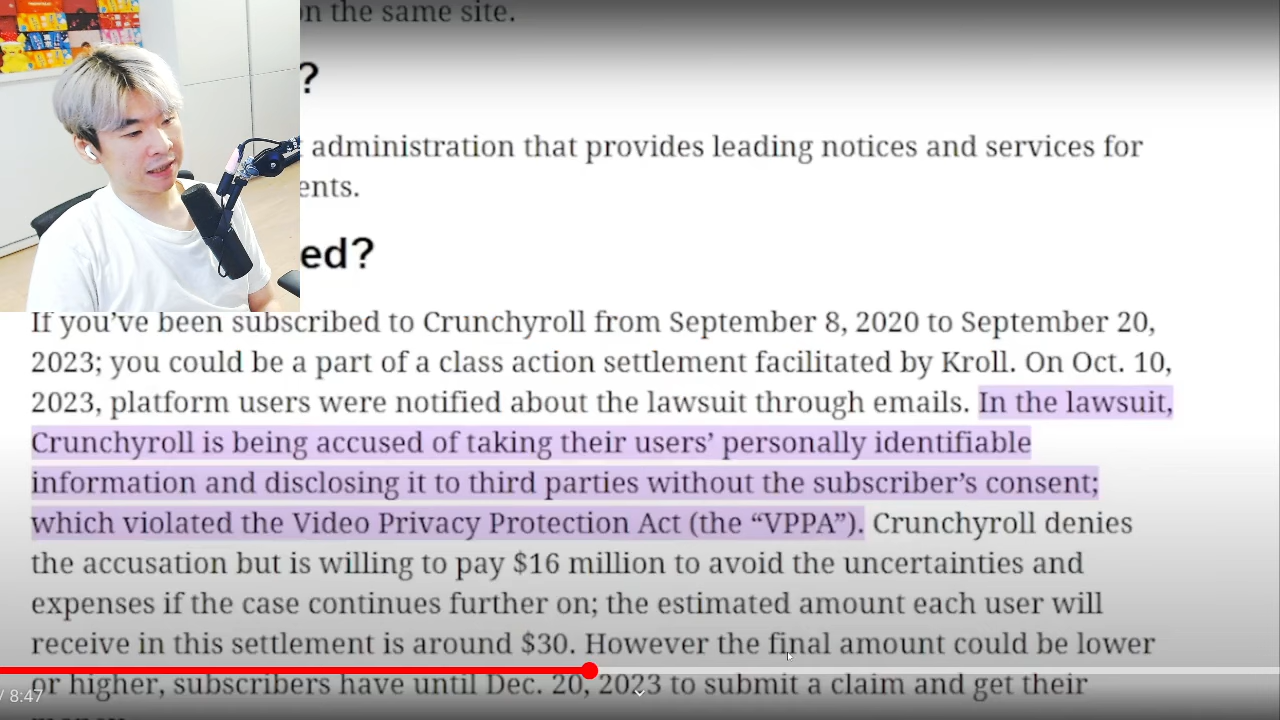 n the same site.
?
administration that provides leading notices and services for
ents.
ed?
If you’ve been subscribed to Crunchyroll from September 8, 2020 to September 20,
2023; you could be a part of a class action settlement facilitated by Kroll. On Oct. 10,
2023, platform users were notified about the lawsuit through emails. In the lawsuit,
Crunchyroll is being accused of taking their users’ personally identifiable
information and disclosing it to third parties without the subscriber’s consent;
which violated the Video Privacy Protection Act (the “VPPA”). Crunchyroll denies
the accusation but is willing to pay $16 million to avoid the uncertainties and
expenses if the case continues further on; the estimated amount each user will
receive in this settlement is around $30. However the final amount could be lower
or higher, subscribers have until Dec. 20, 2023 to submit a claim and get their
/ 8:47